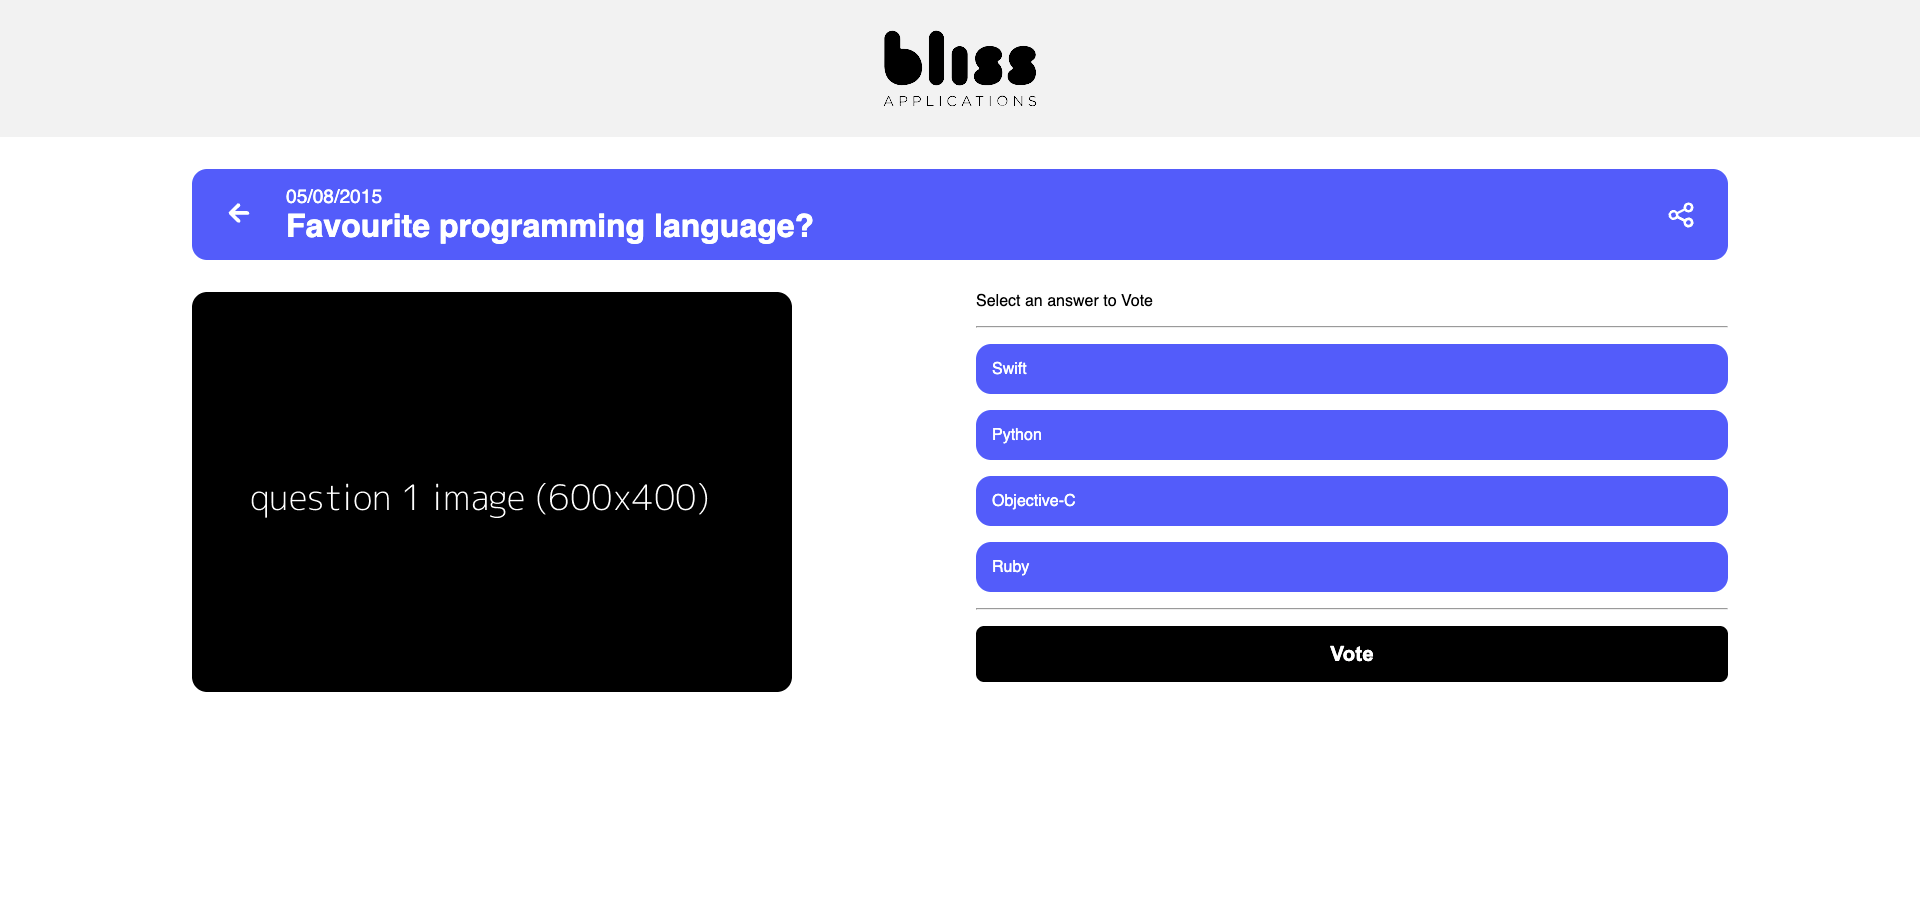 bliss
APPLICATIONS
05/08/2015
Favourite programming language?
question 1 image (600x400)
Select an answer to Vote
Swift
Python
Objective-C
Ruby
Vote